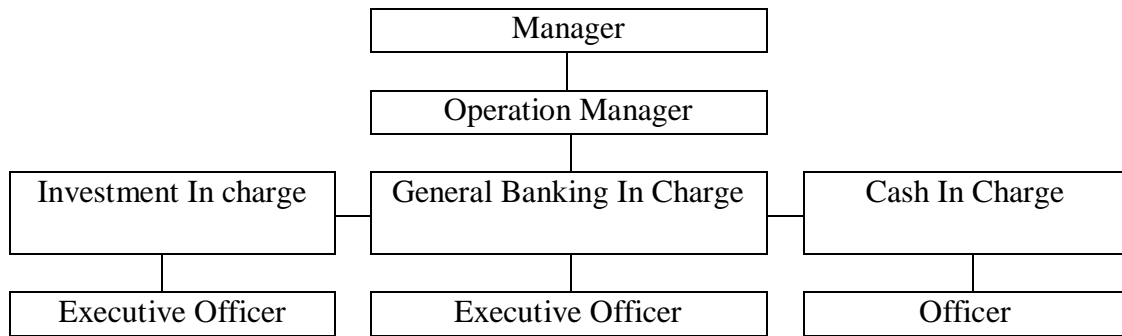 Manager
Operation Manager
Investment In charge
General Banking In Charge
Cash In Charge
Executive Officer
Executive Officer
Officer